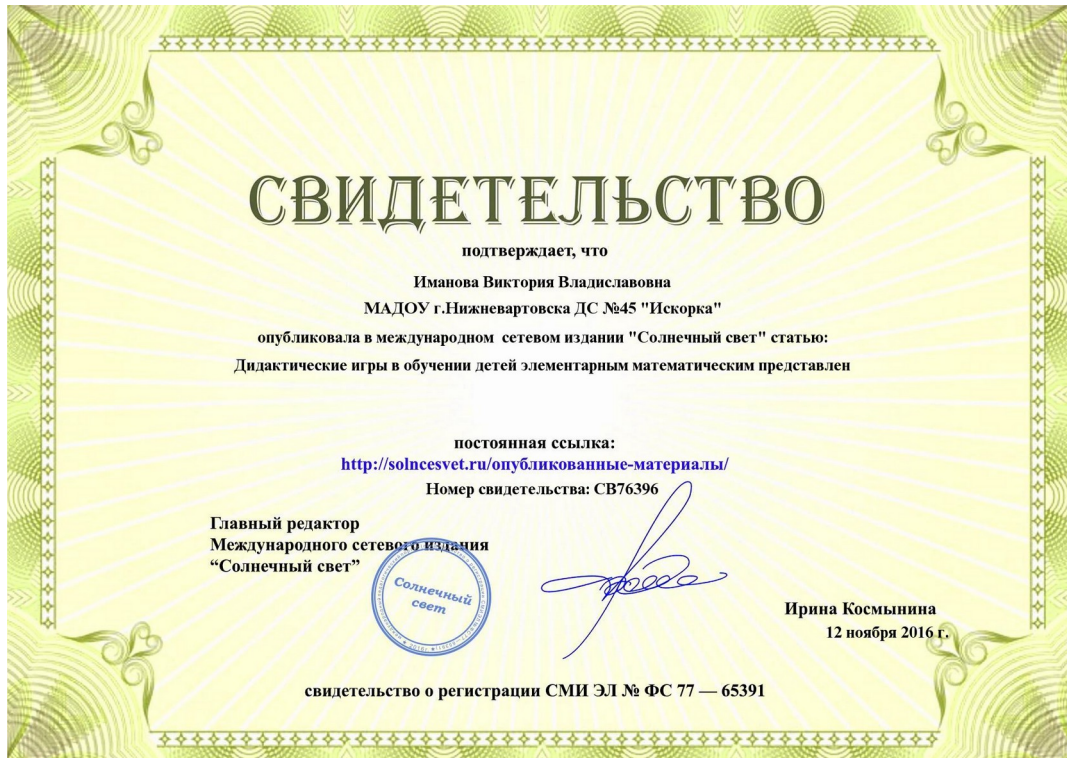 СВИДЕТЕЛЬСТВО
подтверждает, что
Иманова Виктория Владиславовна
МАДОУ г.Нижневартовска ДС №45 "Искорка"
опубликовала в международном сетевом издании "Солнечный свет" статью:
Дидактические игры в обучении детей элементарным математическим представлен
постоянная ссылка:
http://solncesvet.ru/опубликованные-материалы/
Номер свидетельства: СВ76396
Главный редактор
Международного сетевого издания
“Солнечный свет”
Солнечный
свет
Ирина Космынина
12 ноября 2016 г.
свидетельство о регистрации СМИ ЭЛ № ФС 77 — 65391